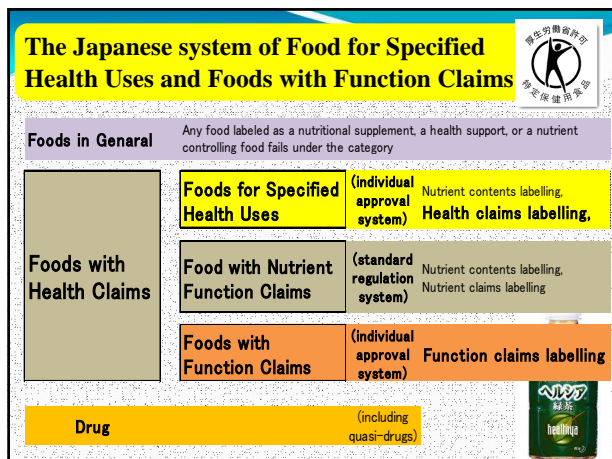 The Japanese system of Food for Specified
Health Uses and Foods with Function Claims
厚生労働省許可
特定保健用食品
Foods in Genaral
Any food labeled as a nutritional supplement, a health support, or a nutrient
controlling food fails under the category
Foods with
Health Claims
Foods for Specified
Health Uses
(individual
approval
system)
Nutrient contents labelling,
Health claims labelling,
Food with Nutrient
Function Claims
(standard
regulation
system)
Nutrient contents labelling,
Nutrient claims labelling
Foods with
Function Claims
(individual
approval
system)
Function claims labelling
ヘルシア
緑茶
healthya
Drug
(including
quasi-drugs)